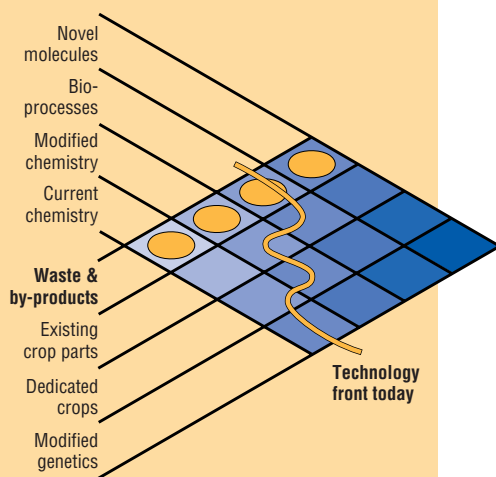 Novel
molecules
Bio-
processes
Modified
chemistry
Current
chemistry
Waste &
by-products
Existing
crop parts
Dedicated
crops
Modified
genetics
Technology
front today